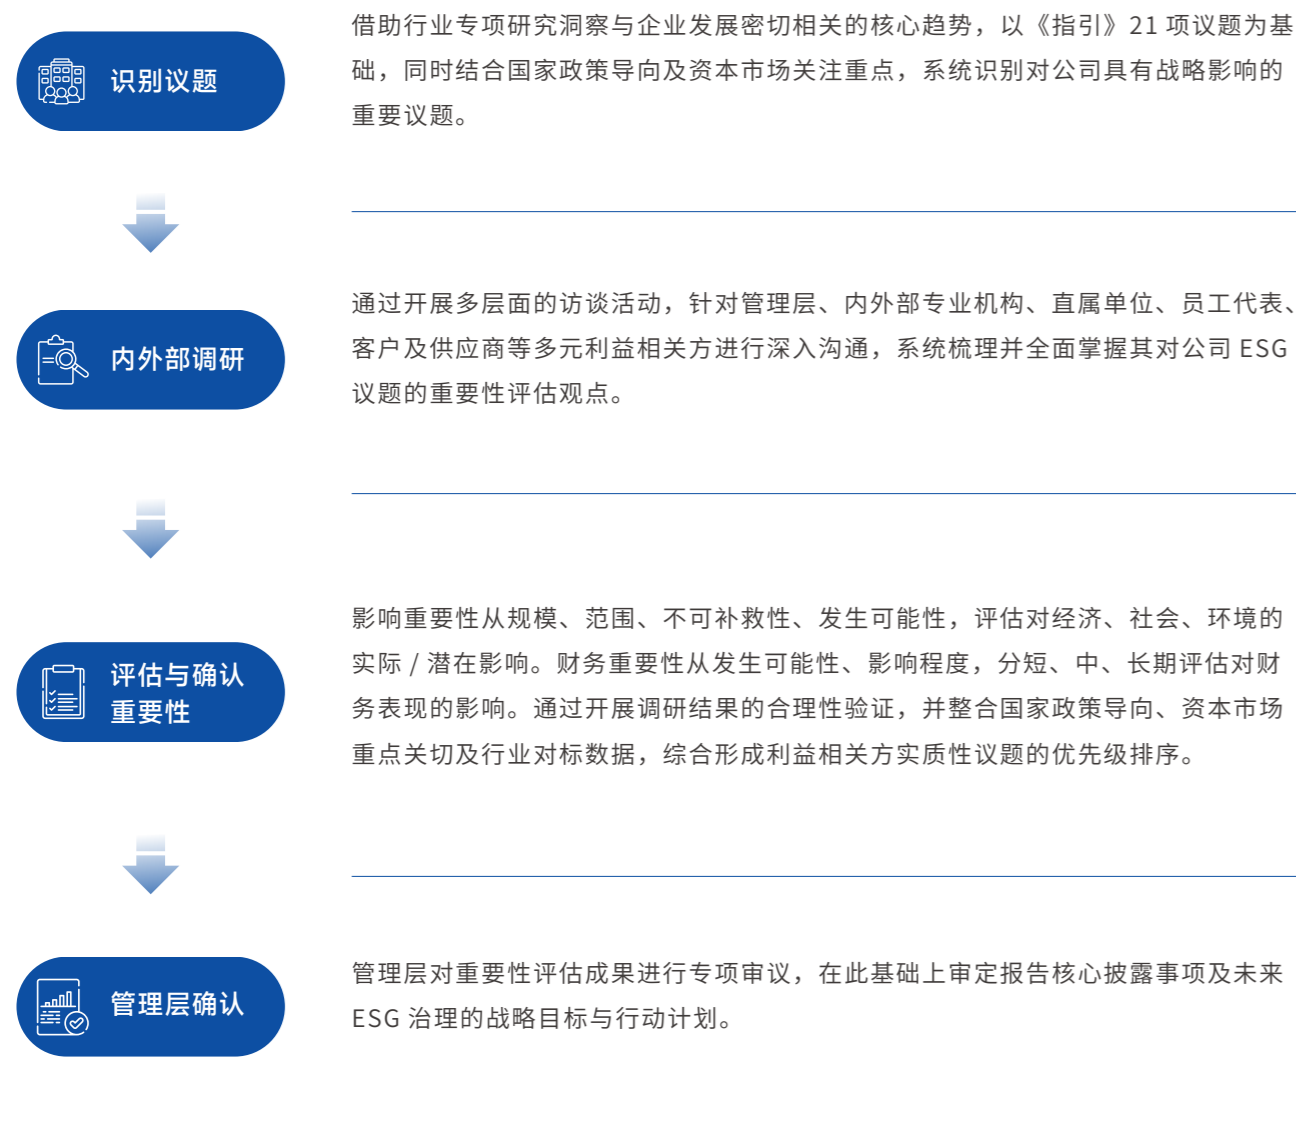 识别议题
借助行业专项研究洞察与企业发展密切相关的核心趋势，以《指引》21 项议题为基
础，同时结合国家政策导向及资本市场关注重点，系统识别对公司具有战略影响的
重要议题。
内外部调研
通过开展多层面的访谈活动，针对管理层、内外部专业机构、直属单位、员工代表、
客户及供应商等多元利益相关方进行深入沟通，系统梳理并全面掌握其对公司 ESG
议题的重要性评估观点。
评估与确认
重要性
影响重要性从规模、范围、不可补救性、发生可能性，评估对经济、社会、环境的
实际 / 潜在影响。财务重要性从发生可能性、影响程度，分短、中、长期评估对财
务表现的影响。通过开展调研结果的合理性验证，并整合国家政策导向、资本市场
重点关切及行业对标数据，综合形成利益相关方实质性议题的优先级排序。
管理层确认
管理层对重要性评估成果进行专项审议，在此基础上审定报告核心披露事项及未来
ESG 治理的战略目标与行动计划。